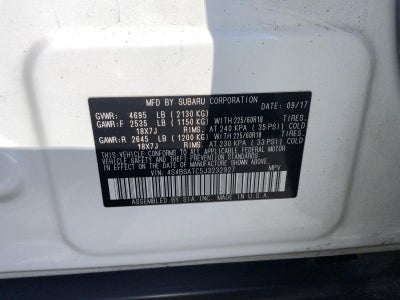 MFD. BY SUBARU CORPORATION DATE: 09/17
GVWR: 4695 LB (2130 KG)
GAWR:F 2535 LB (1150 KG) WITH 225/60R18 TIRES.
18X7J RIMS. AT 240 KPA (35 PSI) COLD
GAWR:R 2645 LB (1200 KG) WITH 225/60R18 TIRES.
18X7J RIMS. AT 230 KPA (33 PSI) COLD
THIS VEHICLE CONFORMS TO ALL APPLICABLE FEDERAL MOTOR
VEHICLE SAFETY AND THEFT PREVENTION STANDARDS IN
EFFECT ON THE DATE OF MANUFACTURE SHOWN ABOVE.
VIN: 4S4BSATC5J3232927 MPV
BY SIA INC. MADE IN U.S.A.